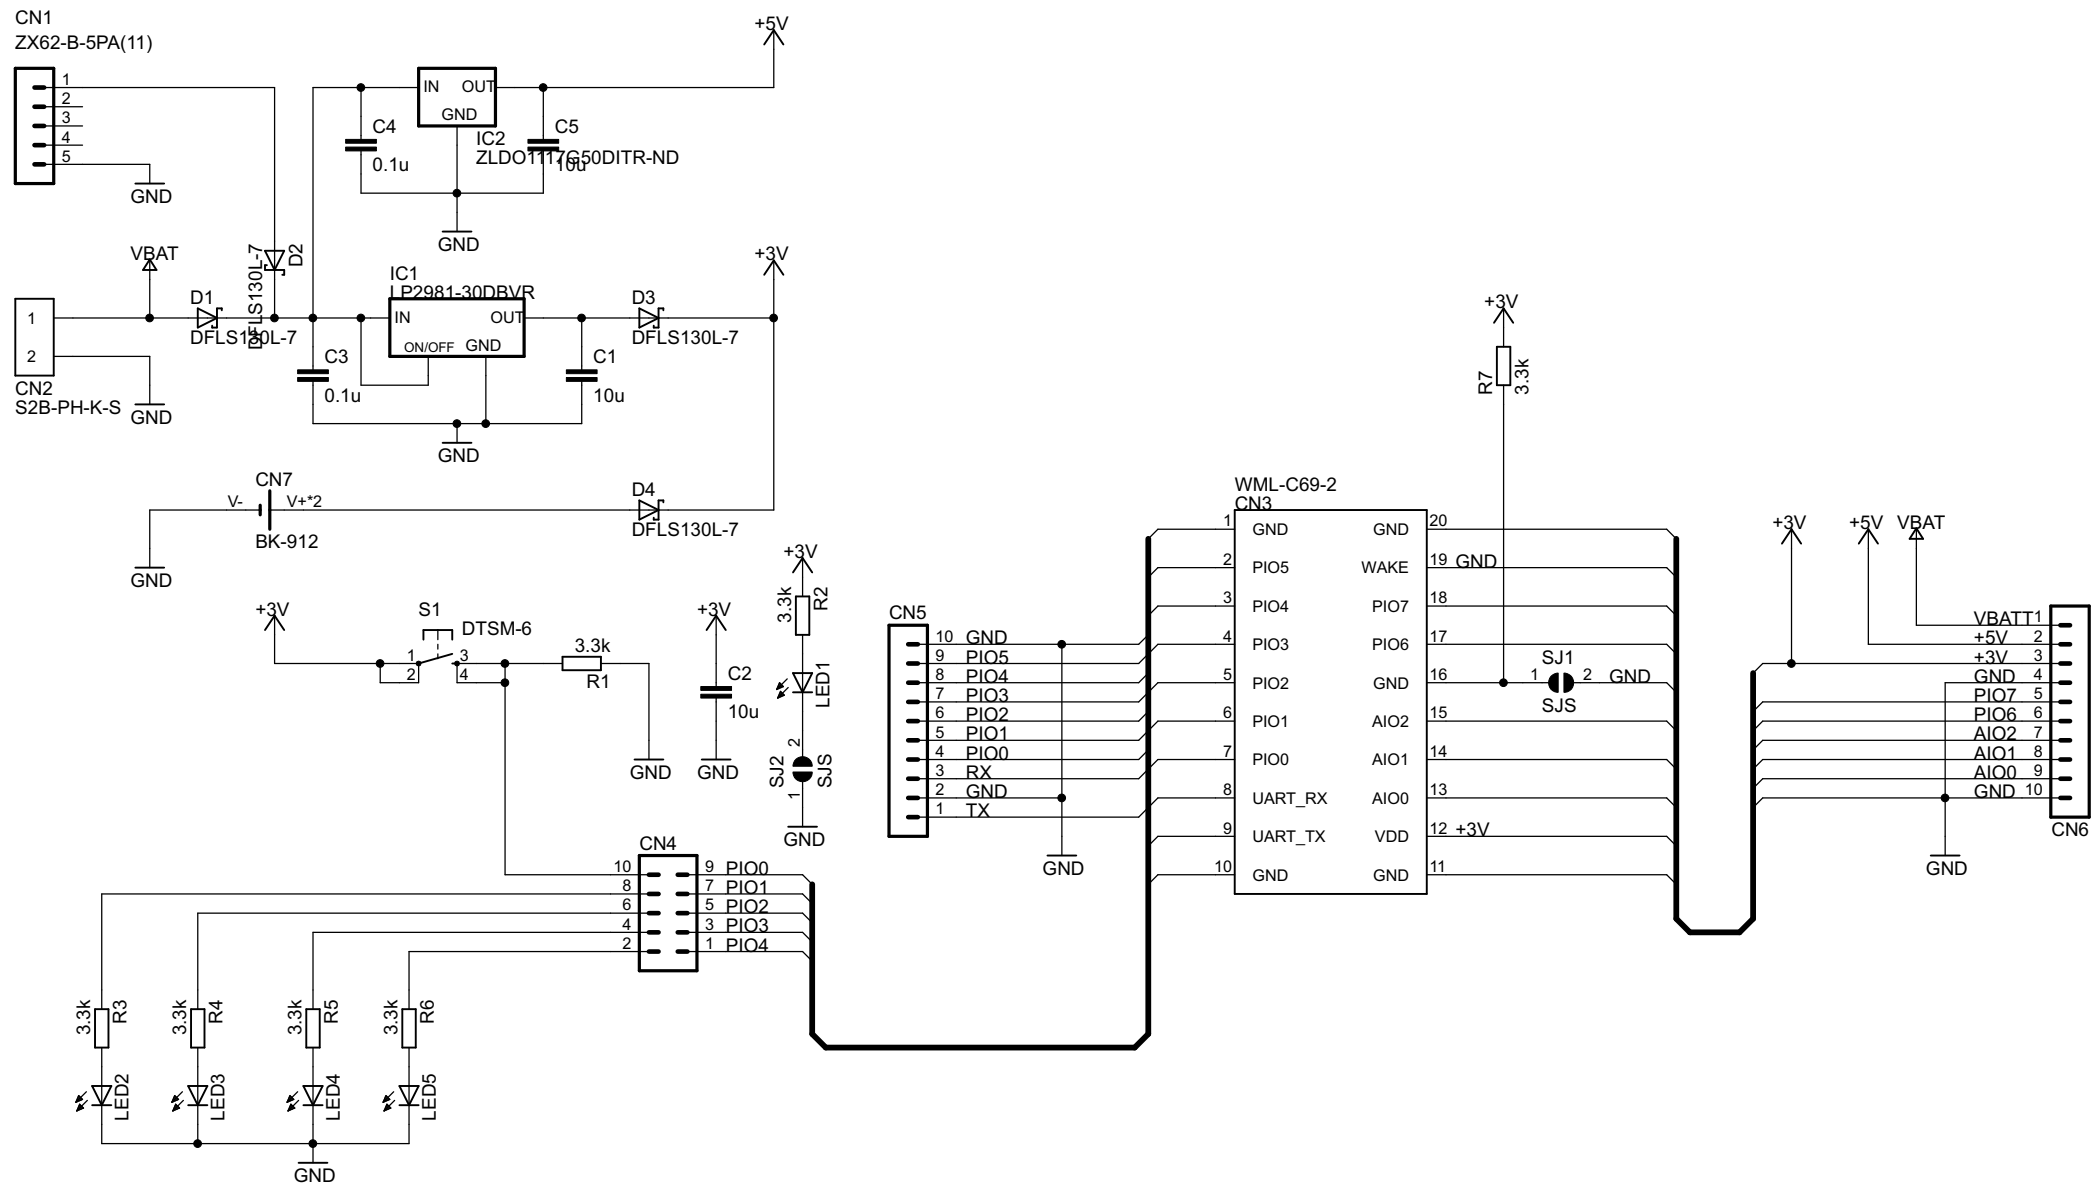 CN1
ZX62-B-5PA(11)
1
2
3
4
5
GND
+5V
IN
OUT
GND
IC2
ZLDO1117G50DITR-ND
C4
0.1u
C5
10u
GND
VBAT
D2
DFLS130L-7
D1
DFLS130L-7
1
2
CN2
S2B-PH-K-S
GND
IC1
LP2981-30DBVR
IN
OUT
ON/OFF
GND
C3
0.1u
C1
10u
GND
D3
DFLS130L-7
+3V
CN7
V-
V+*2
BK-912
GND
D4
DFLS130L-7
+3V
S1
DTSM-6
1
2
3
4
3.3k
R1
GND
+3V
C2
10u
GND
+3V
3.3k
R2
LED1
2
SJ2
SJS
1
GND
CN4
10
8
6
4
2
9 PIO0
7 PIO1
5 PIO2
3 PIO3
1 PIO4
3.3k
R3
3.3k
R4
3.3k
R5
3.3k
R6
LED2
LED3
LED4
LED5
GND
CN5
10 GND
9 PIO5
8 PIO4
7 PIO3
6 PIO2
5 PIO1
4 PIO0
3 RX
2 GND
1 TX
GND
WML-C69-2
CN3
1 GND
2 PIO5
3 PIO4
4 PIO3
5 PIO2
6 PIO1
7 PIO0
8 UART_RX
9 UART_TX
10 GND
GND 20
WAKE 19 GND
PIO7 18
PIO6 17
GND 16
AIO2 15
AIO1 14
AIO0 13
VDD 12 +3V
GND 11
+3V
R7
3.3k
SJ1
1
2 GND
SJS
+3V
+5V
VBAT
VBATT 1
+5V 2
+3V 3
GND 4
PIO7 5
PIO6 6
AIO2 7
AIO1 8
AIO0 9
GND 10
CN6
GND